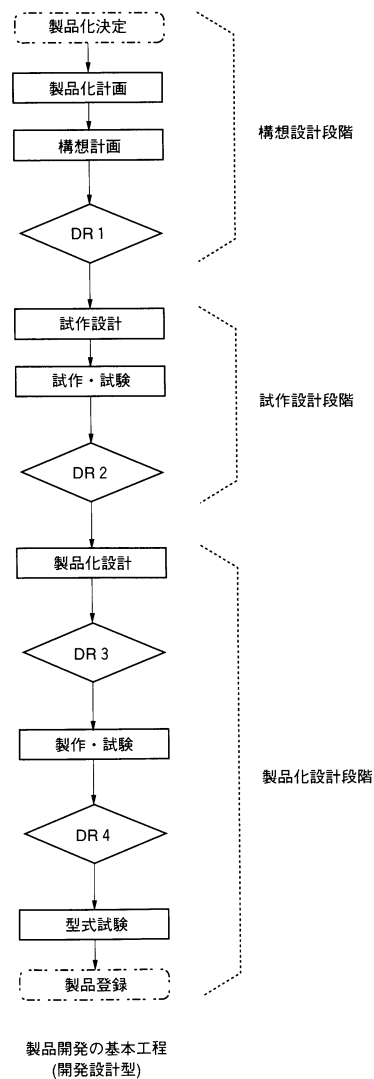 製品化決定
製品化計画
構想計画
DR 1
構想設計段階
試作設計
試作・試験
DR 2
試作設計段階
製品化設計
DR 3
製作・試験
DR 4
型式試験
製品登録
製品化設計段階
製品開発の基本工程
(開発設計型)